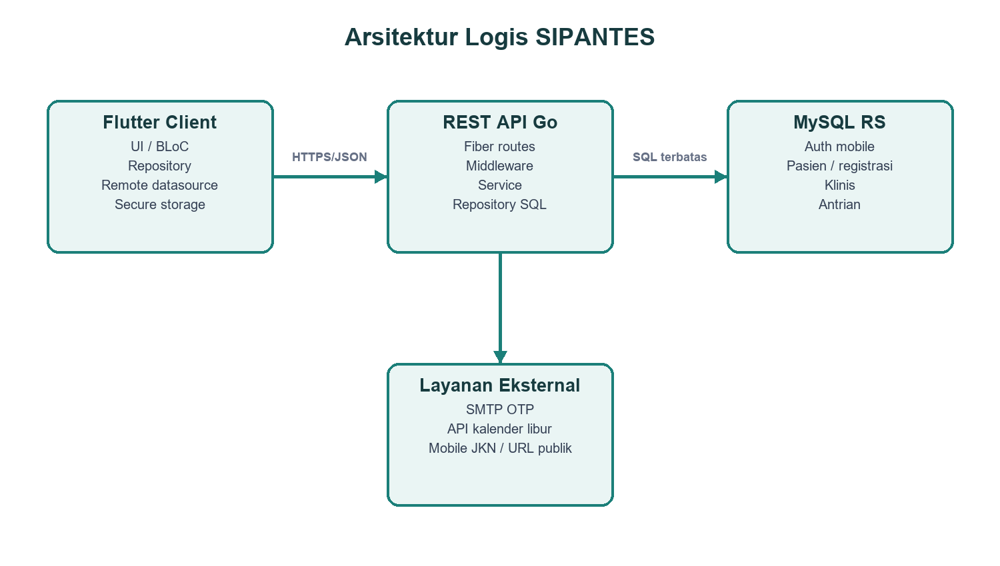 Arsitektur Logis SIPANTES
Flutter Client
UI / BLoC
Repository
Remote datasource
Secure storage
HTTPS/JSON
REST API Go
Fiber routes
Middleware
Service
Repository SQL
SQL terbatas
MySQL RS
Auth mobile
Pasien / registrasi
Klinis
Antrian
Layanan Eksternal
SMTP OTP
API kalender libur
Mobile JKN / URL publik